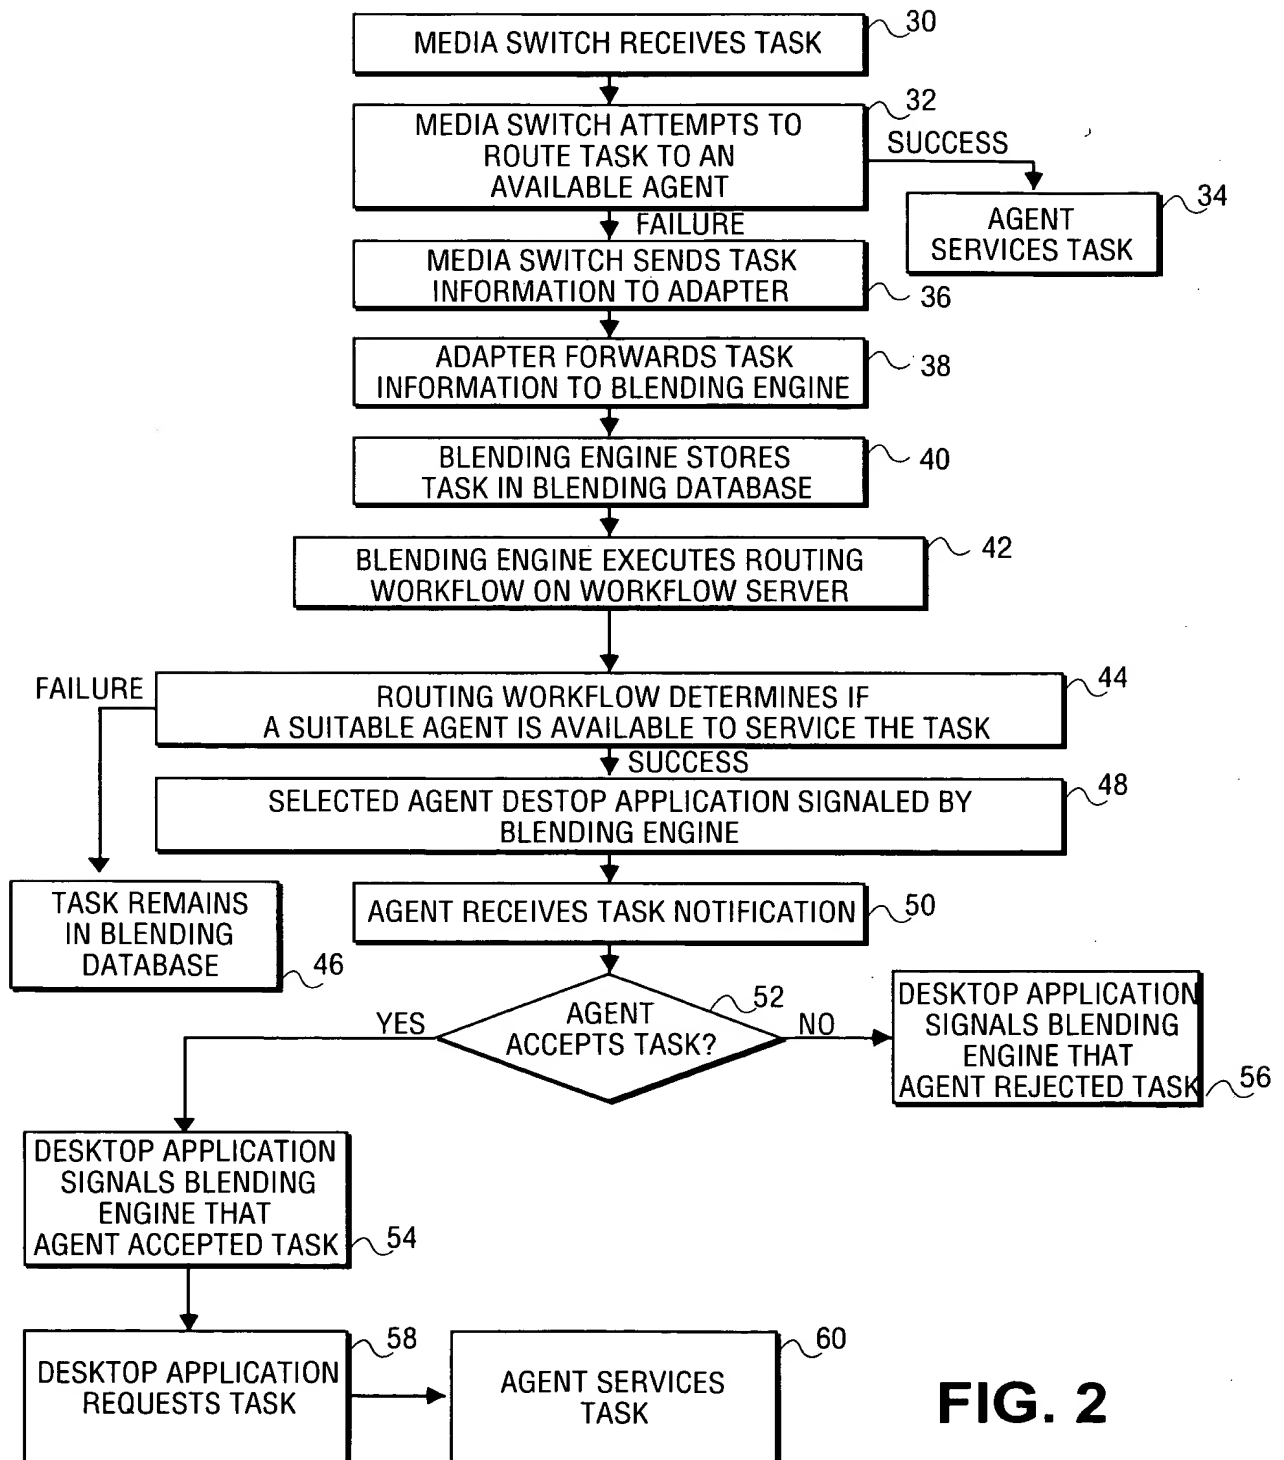 MEDIA SWITCH RECEIVES TASK
30
MEDIA SWITCH ATTEMPTS TO
ROUTE TASK TO AN
AVAILABLE AGENT
32
SUCCESS
AGENT
SERVICES TASK
34
FAILURE
MEDIA SWITCH SENDS TASK
INFORMATION TO ADAPTER
36
ADAPTER FORWARDS TASK
INFORMATION TO BLENDING ENGINE
38
BLENDING ENGINE STORES
TASK IN BLENDING DATABASE
40
BLENDING ENGINE EXECUTES ROUTING
WORKFLOW ON WORKFLOW SERVER
42
FAILURE
ROUTING WORKFLOW DETERMINES IF
A SUITABLE AGENT IS AVAILABLE TO SERVICE THE TASK
44
SUCCESS
SELECTED AGENT DESTOP APPLICATION SIGNALED BY
BLENDING ENGINE
48
TASK REMAINS
IN BLENDING
DATABASE
46
AGENT RECEIVES TASK NOTIFICATION
50
AGENT
ACCEPTS TASK?
52
YES
NO
DESKTOP APPLICATION
SIGNALS BLENDING
ENGINE THAT
AGENT REJECTED TASK
56
DESKTOP APPLICATION
SIGNALS BLENDING
ENGINE THAT
AGENT ACCEPTED TASK
54
DESKTOP APPLICATION
REQUESTS TASK
58
AGENT SERVICES
TASK
60
FIG. 2